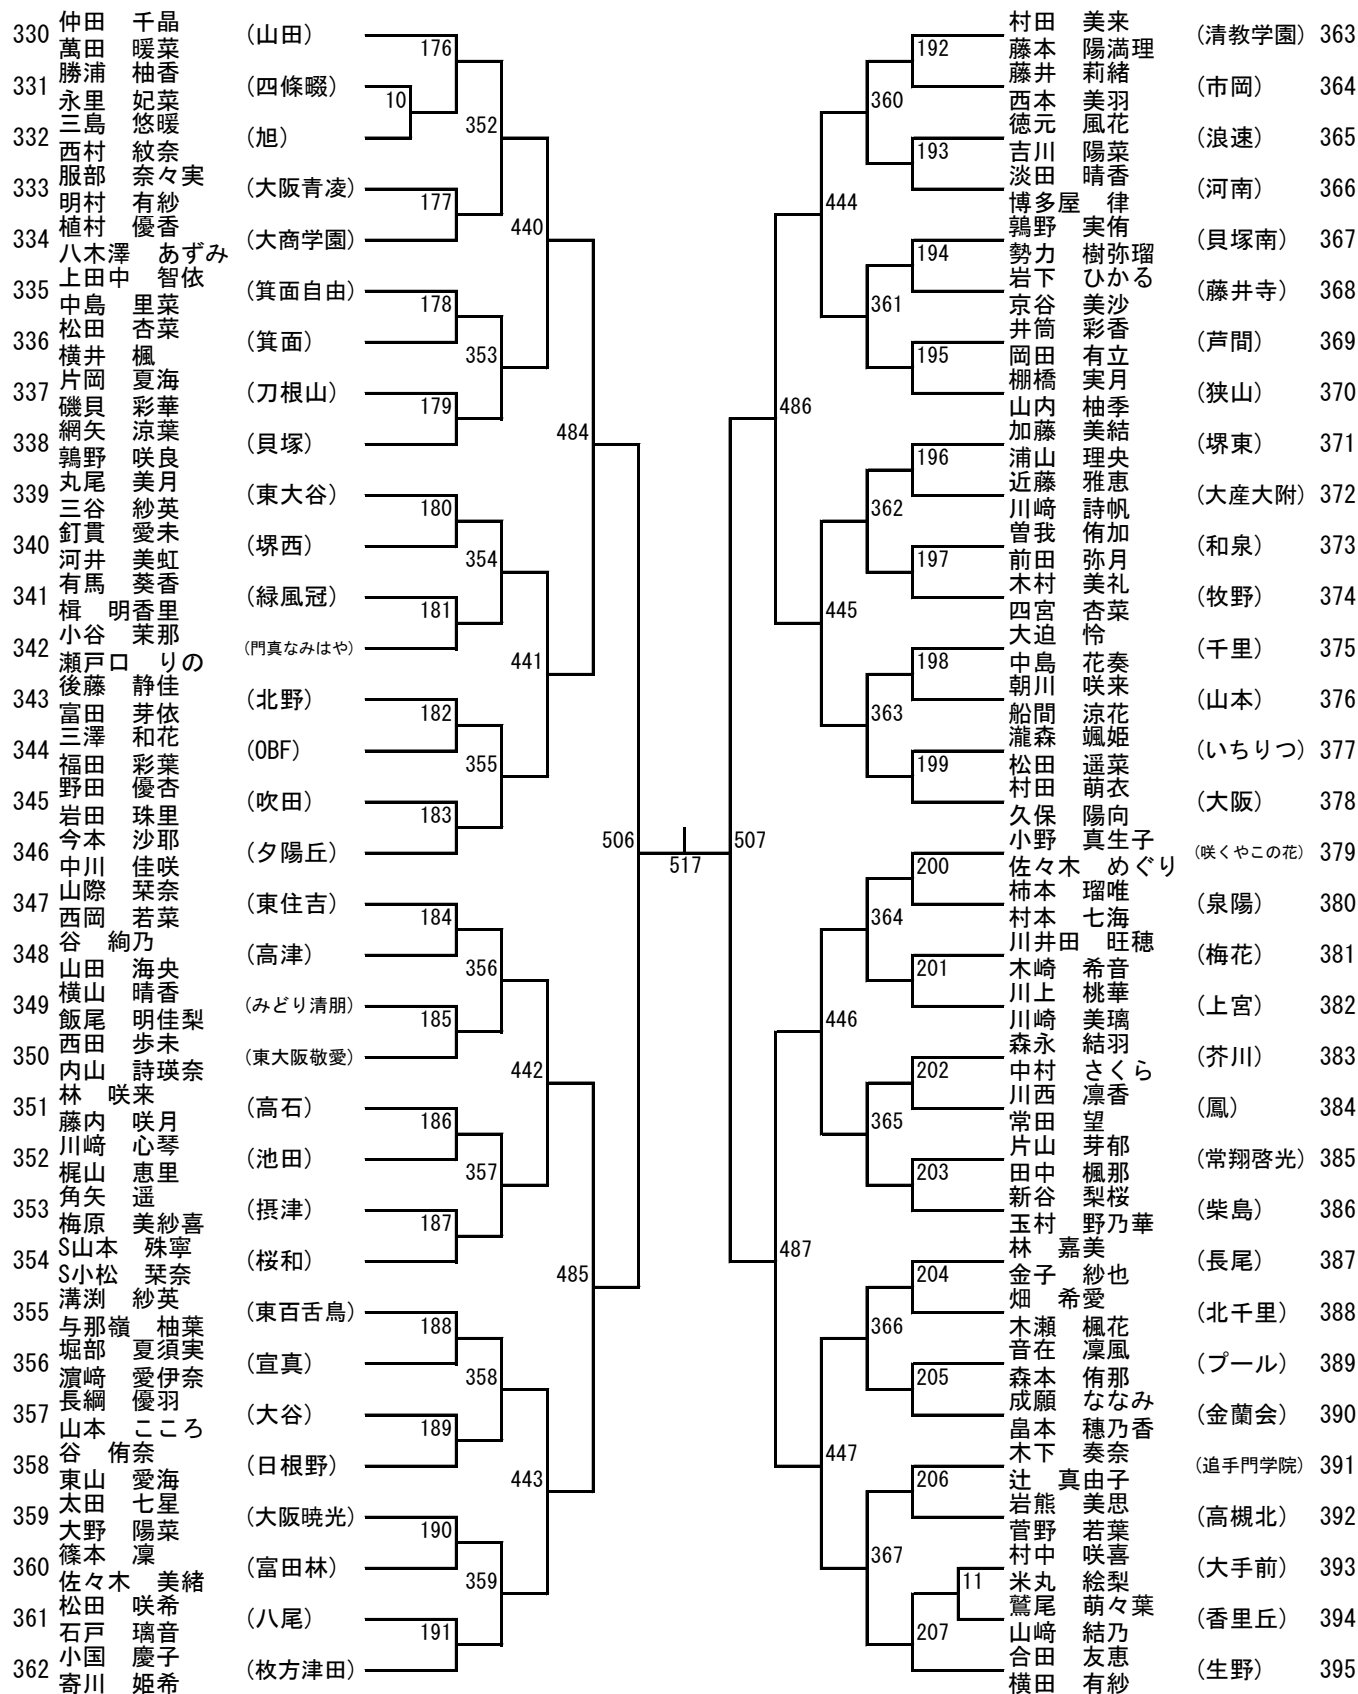 330 仲田　千晶 (山田)
萬田　暖菜
331 勝浦　柚香 (四條畷)
永里　妃菜
332 三島　悠暖 (旭)
西村　紋奈
333 服部　奈々実 (大阪青凌)
明村　有紗
334 植村　優香 (大商学園)
八木澤　あずみ
335 上田中　智依 (箕面自由)
中島　里菜
336 松田　杏菜 (箕面)
横井　楓
337 片岡　夏海 (刀根山)
磯貝　彩華
338 網矢　涼葉 (貝塚)
鶉野　咲良
339 丸尾　美月 (東大谷)
三谷　紗英
340 釘貫　愛未 (堺西)
河井　美虹
341 有馬　葵香 (緑風冠)
楫　明香里
342 小谷　茉那 (門真なみはや)
瀬戸口　りの
343 後藤　静佳 (北野)
富田　芽依
344 三澤　和花 (OBF)
福田　彩葉
345 野田　優杏 (吹田)
岩田　珠里
346 今本　沙耶 (夕陽丘)
中川　佳咲
347 山際　栞奈 (東住吉)
西岡　若菜
348 谷　絢乃 (高津)
山田　海央
349 横山　晴香 (みどり清朋)
飯尾　明佳梨
350 西田　歩未 (東大阪敬愛)
内山　詩瑛奈
351 林　咲来 (高石)
藤内　咲月
352 川﨑　心琴 (池田)
梶山　恵里
353 角矢　遥 (摂津)
梅原　美紗喜
354 S山本　殊寧 (桜和)
S小松　栞奈
355 溝渕　紗英 (東百舌鳥)
与那嶺　柚葉
356 堀部　夏須実 (宣真)
濵﨑　愛伊奈
357 長綱　優羽 (大谷)
山本　こころ
358 谷　侑奈 (日根野)
東山　愛海
359 太田　七星 (大阪暁光)
大野　陽菜
360 篠本　凜 (富田林)
佐々木　美緒
361 松田　咲希 (八尾)
石戸　璃音
362 小国　慶子 (枚方津田)
寄川　姫希
176
10
352
177
440
178
353
179
484
180
354
181
441
182
355
183
506
184
356
185
442
186
357
187
485
188
358
189
443
190
359
191
517
507
192
360
193
444
194
361
195
486
196
362
197
445
198
363
199
200
364
201
446
202
365
203
487
204
366
205
447
206
367
11
207
村田　美来 (清教学園) 363
藤本　陽満理
藤井　莉緒 (市岡) 364
西本　美羽
徳元　風花 (浪速) 365
吉川　陽菜
淡田　晴香 (河南) 366
博多屋　律
鶉野　実侑 (貝塚南) 367
勢力　樹弥瑠
岩下　ひかる (藤井寺) 368
京谷　美沙
井筒　彩香 (芦間) 369
岡田　有立
棚橋　実月 (狭山) 370
山内　柚季
加藤　美結 (堺東) 371
浦山　理央
近藤　雅恵 (大産大附) 372
川﨑　詩帆
曽我　侑加 (和泉) 373
前田　弥月
木村　美礼 (牧野) 374
四宮　杏菜
大迫　怜 (千里) 375
中島　花奏
朝川　咲来 (山本) 376
船間　涼花
瀧森　颯姫 (いちりつ) 377
松田　遥菜
村田　萌衣 (大阪) 378
久保　陽向
小野　真生子 (咲くやこの花) 379
佐々木　めぐり
柿本　瑠唯 (泉陽) 380
村本　七海
川井田　旺穂 (梅花) 381
木崎　希音
川上　桃華 (上宮) 382
川崎　美璃
森永　結羽 (芥川) 383
中村　さくら
川西　凛香 (鳳) 384
常田　望
片山　芽郁 (常翔啓光) 385
田中　楓那
新谷　梨桜 (柴島) 386
玉村　野乃華
林　嘉美 (長尾) 387
金子　紗也
畑　希愛 (北千里) 388
木瀬　楓花
音在　凜風 (プール) 389
森本　侑那
成願　ななみ (金蘭会) 390
畠本　穂乃香
木下　奏奈 (追手門学院) 391
辻　真由子
岩熊　美思 (高槻北) 392
菅野　若葉
村中　咲喜 (大手前) 393
米丸　絵梨
鷲尾　萌々葉 (香里丘) 394
山﨑　結乃
合田　友恵 (生野) 395
横田　有紗